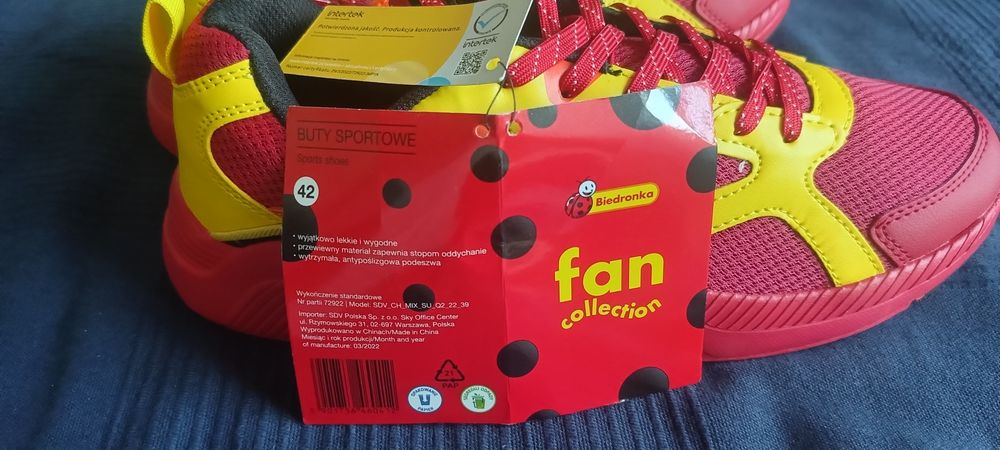 intertek
Potwierdzona jakość. Produkcja kontrolowana.
intertek
BUTY SPORTOWE
Sports shoes
42
• wyjątkowo lekkie i wygodne
• przewiewny materiał zapewnia stopom oddychanie
• wytrzymała, antypoślizgowa podeszwa
Wykończenie standardowe
Nr partii 72922 | Model: SDV_CH_MIX_SU_Q2_22_39
Importer: SDV Polska Sp. z o.o. Sky Office Center
ul. Rzymowskiego 31, 02-697 Warszawa, Polska
Wyprodukowano w Chinach/Made in China
Miesiąc i rok produkcji/Month and year
of manufacture: 03/2022
21
PAP
OPAKOWANIE
PAPIER
Biedronka
fan
collection